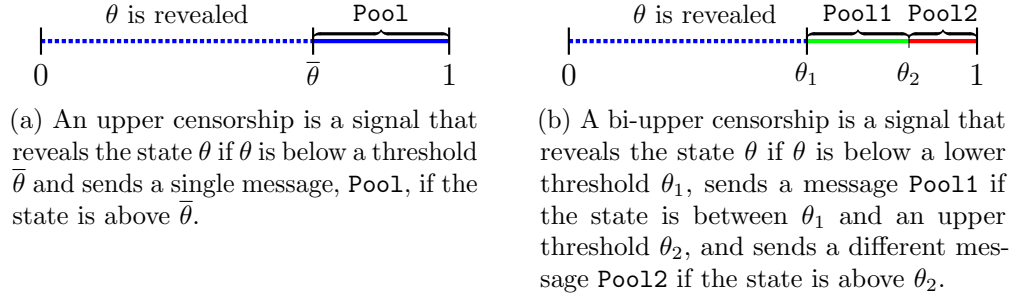 θ is revealed
Pool
0
θ̅
1
(a) An upper censorship is a signal that
reveals the state θ if θ is below a threshold
θ̅ and sends a single message, Pool, if the
state is above θ̅.
θ is revealed
Pool1 Pool2
0
θ₁
θ₂
1
(b) A bi-upper censorship is a signal that
reveals the state θ if θ is below a lower
threshold θ₁, sends a message Pool1 if
the state is between θ₁ and an upper
threshold θ₂, and sends a different mes-
sage Pool2 if the state is above θ₂.